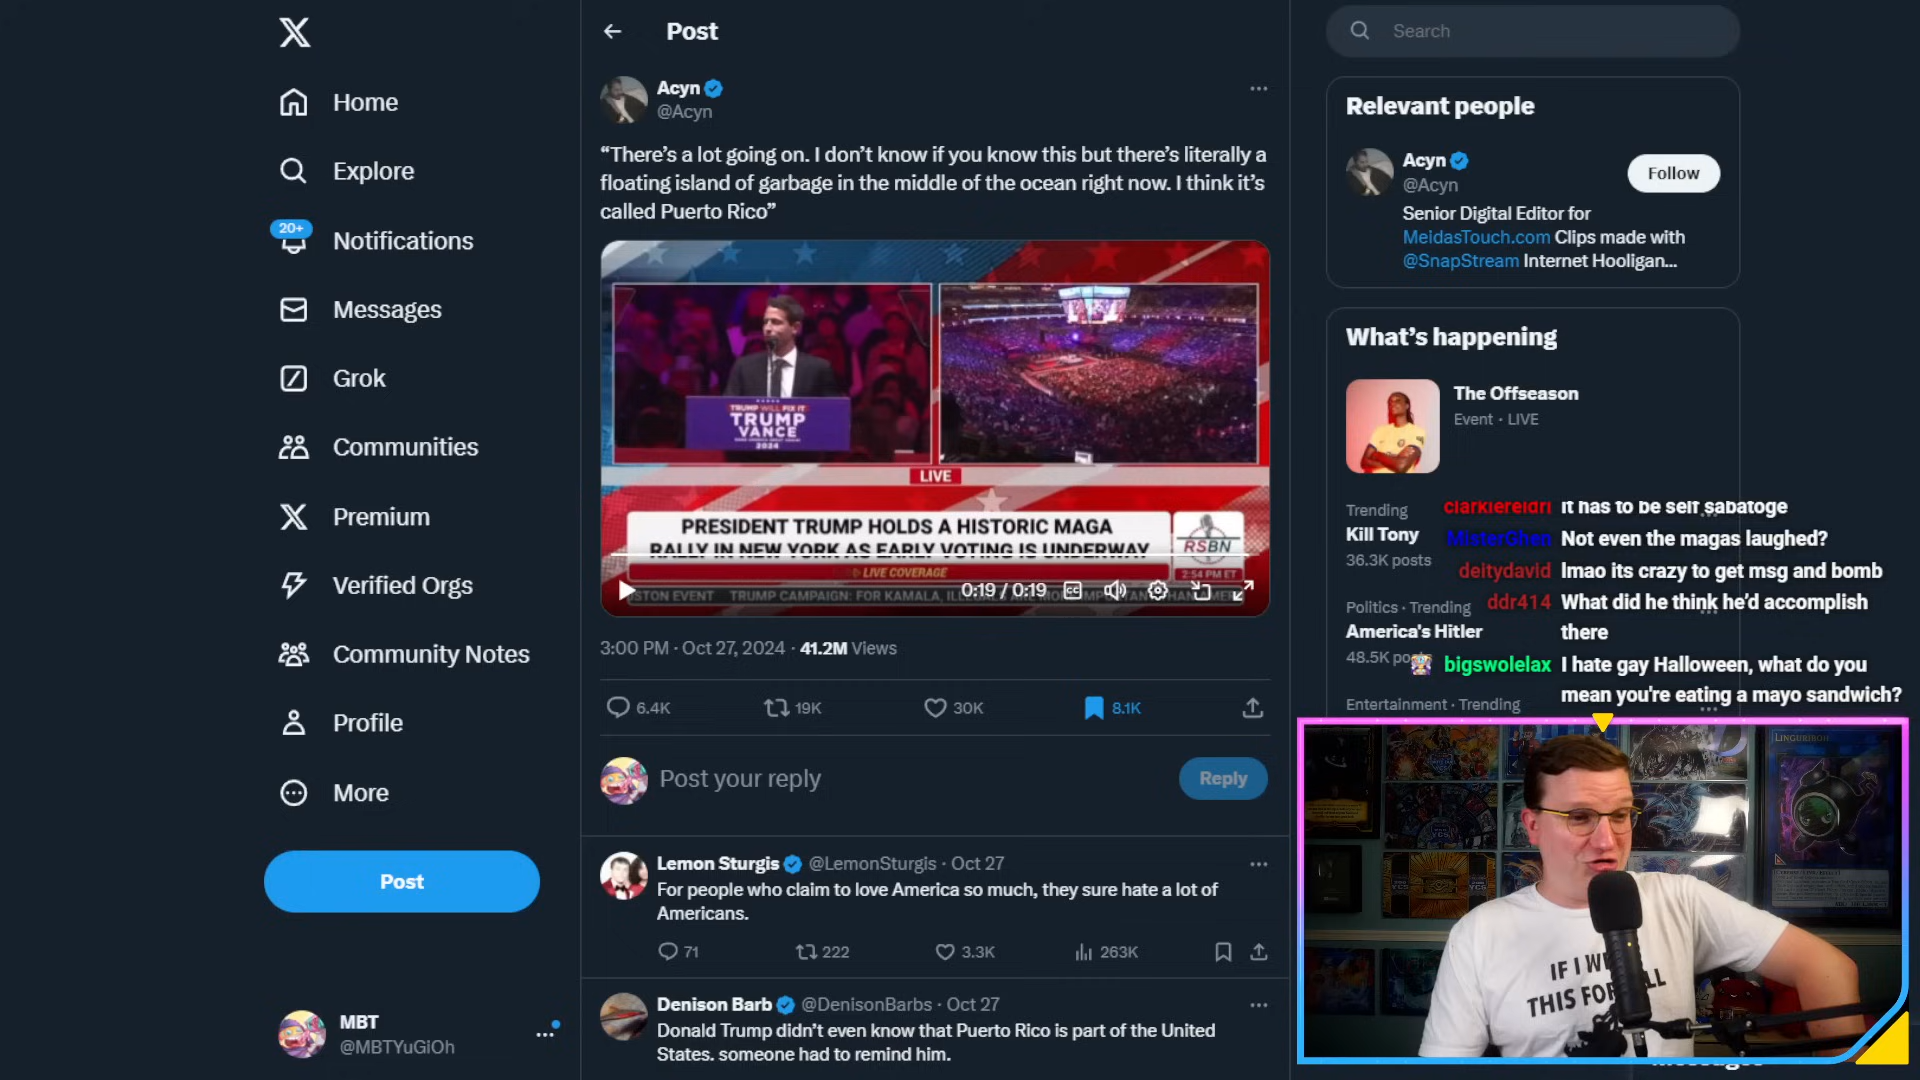 Home
Explore
20+
Notifications
Messages
Grok
Communities
Premium
Verified Orgs
Community Notes
Profile
More
Post
MBT
@MBTYuGiOh
Post
Acyn
@Acyn
“There’s a lot going on. I don’t know if you know this but there’s literally a
floating island of garbage in the middle of the ocean right now. I think it’s
called Puerto Rico”
TRUMP WILL FIX IT
TRUMP
VANCE
2024
LIVE
PRESIDENT TRUMP HOLDS A HISTORIC MAGA
RALLY IN NEW YORK AS EARLY VOTING IS UNDERWAY
RSBN
LIVE COVERAGE
2:54 PM ET
0:19 / 0:19
STON EVENT TRUMP CAMPAIGN: FOR KAMALA,
3:00 PM · Oct 27, 2024 · 41.2M Views
6.4K 19K 30K 8.1K
Post your reply
Reply
Lemon Sturgis @LemonSturgis · Oct 27
For people who claim to love America so much, they sure hate a lot of
Americans.
71 222 3.3K 263K
Denison Barb @DenisonBarbs · Oct 27
Donald Trump didn’t even know that Puerto Rico is part of the United
States. someone had to remind him.
Search
Relevant people
Acyn
@Acyn
Follow
Senior Digital Editor for
MeidasTouch.com Clips made with
@SnapStream Internet Hooligan...
What’s happening
The Offseason
Event · LIVE
Trending
Kill Tony
36.3K posts
Politics · Trending
America's Hitler
48.5K po
Entertainment · Trending
clarkiereidri it has to be self sabatoge
MisterGhen Not even the magas laughed?
deitydavid lmao its crazy to get msg and bomb
ddr414 What did he think he’d accomplish
there
bigswolelax I hate gay Halloween, what do you
mean you're eating a mayo sandwich?
LINGURIBOH
IF I W
THIS FOR ALL
Messages